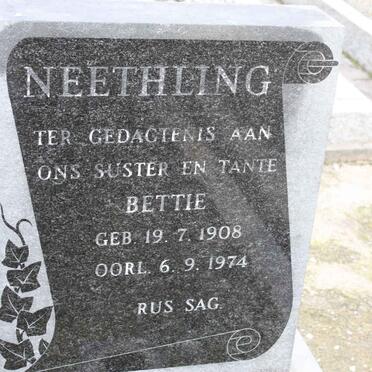 NEETHLING
TER GEDAGTENIS AAN
ONS SUSTER EN TANTE
BETTIE
GEB. 19. 7. 1908
OORL. 6. 9. 1974
RUS SAG.